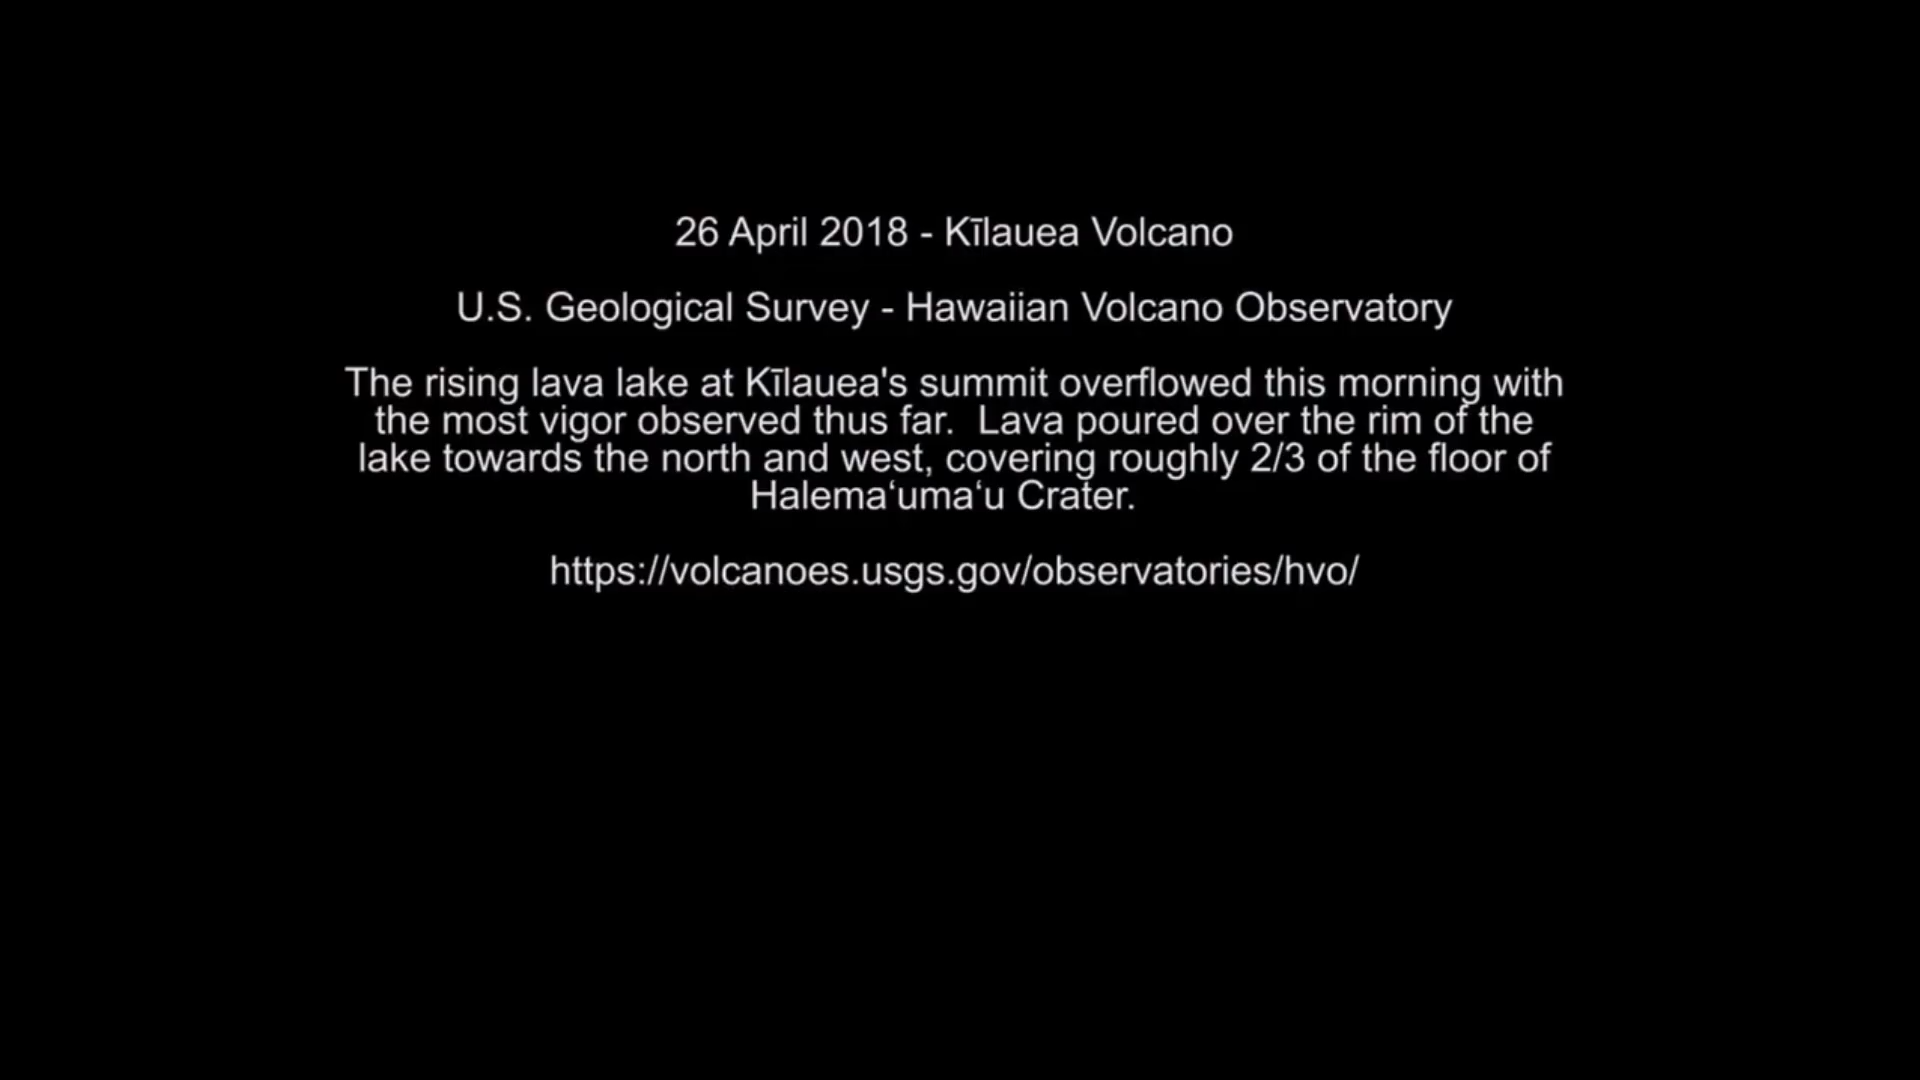 26 April 2018 - Kīlauea Volcano
U.S. Geological Survey - Hawaiian Volcano Observatory
The rising lava lake at Kīlauea's summit overflowed this morning with
the most vigor observed thus far.  Lava poured over the rim of the
lake towards the north and west, covering roughly 2/3 of the floor of
Halemaʻumaʻu Crater.
https://volcanoes.usgs.gov/observatories/hvo/